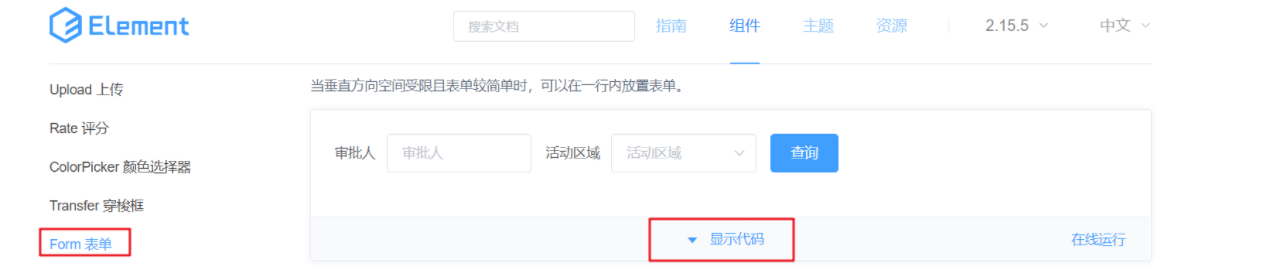 Element
搜索文档
指南
组件
主题
资源
2.15.5
中文
Upload 上传
Rate 评分
ColorPicker 颜色选择器
Transfer 穿梭框
Form 表单
当垂直方向空间受限且表单较简单时，可以在一行内放置表单。
审批人
审批人
活动区域
活动区域
查询
显示代码
在线运行